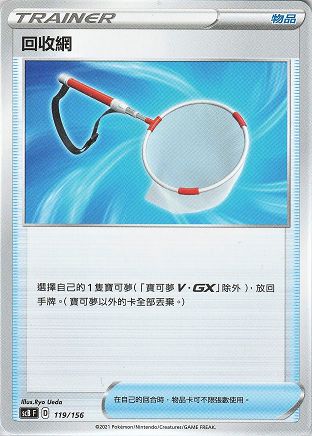 TRAINER 物品
回收網
選擇自己的1隻寶可夢(「寶可夢V・GX」除外),放回
手牌。(寶可夢以外的卡全部丟棄。)
Illus.Ryo Ueda
sc3 F D 119/156
在自己的回合時,物品卡可不限張數使用。
©2021 Pokémon/Nintendo/Creatures/GAME FREAK.